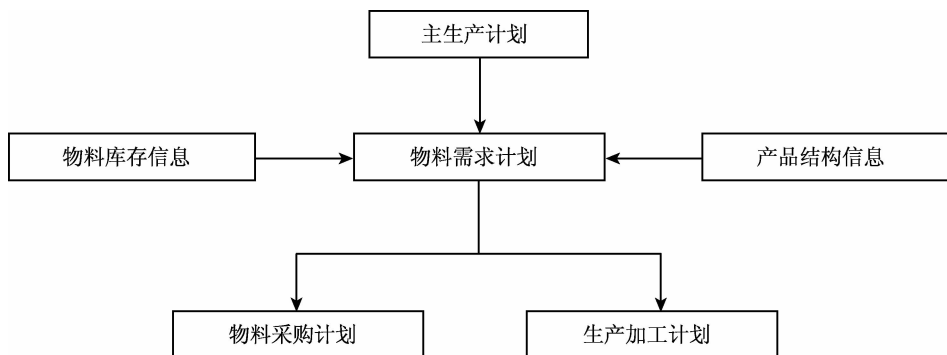 主生产计划
物料库存信息
物料需求计划
产品结构信息
物料采购计划
生产加工计划